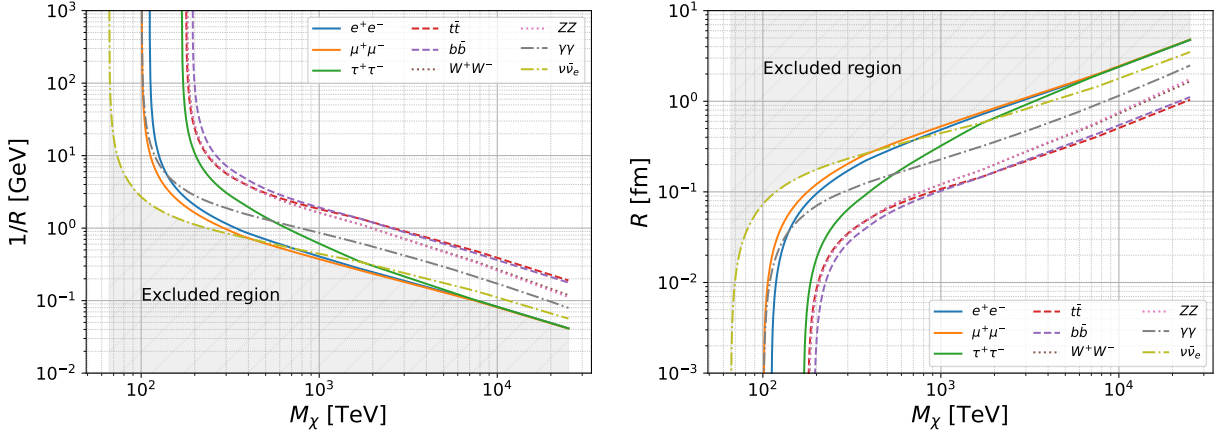 10³
10²
10¹
10⁰
10⁻¹
10⁻²
1/R [GeV]
e⁺e⁻
μ⁺μ⁻
τ⁺τ⁻
tt̄
bb̄
W⁺W⁻
ZZ
γγ
νν̄ₑ
Excluded region
10²
10³
10⁴
Mχ [TeV]
10¹
10⁰
10⁻¹
10⁻²
10⁻³
R [fm]
Excluded region
e⁺e⁻
μ⁺μ⁻
τ⁺τ⁻
tt̄
bb̄
W⁺W⁻
ZZ
γγ
νν̄ₑ
10²
10³
10⁴
Mχ [TeV]